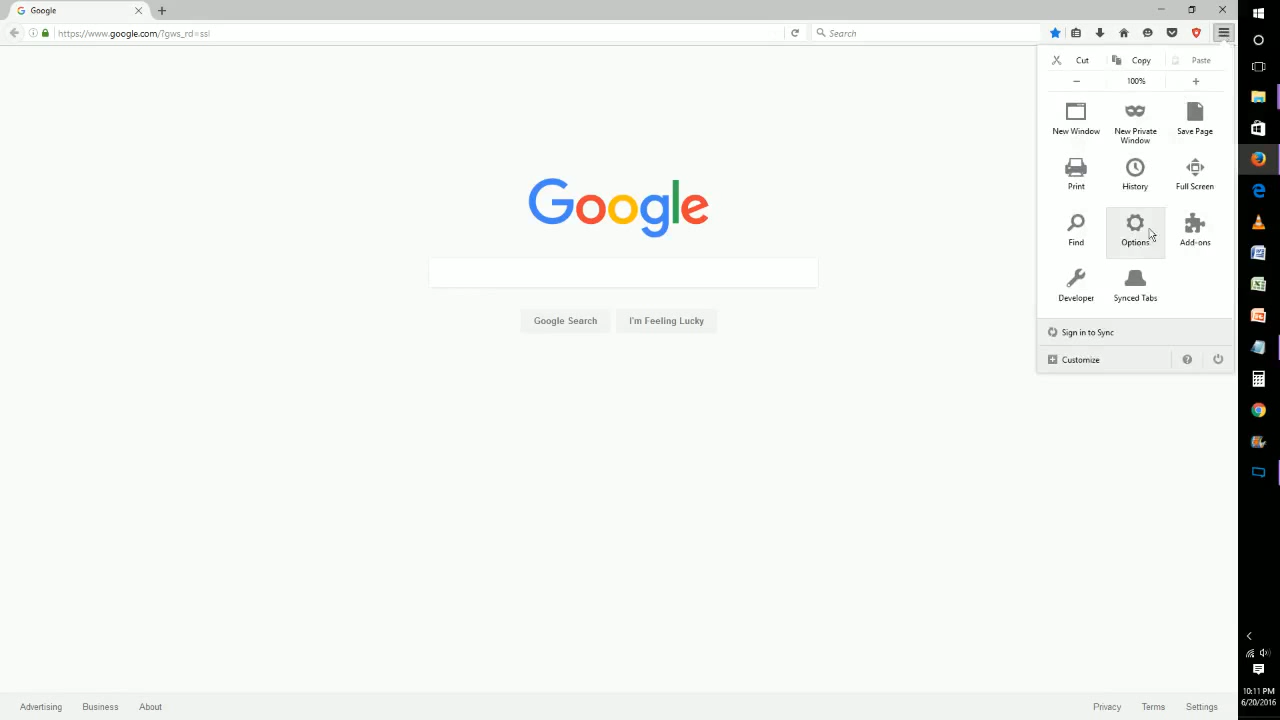 Google
https://www.google.com/?gws_rd=ssl
Search
Cut
Copy
Paste
100%
New Window
New Private Window
Save Page
Print
History
Full Screen
Find
Options
Add-ons
Developer
Synced Tabs
Sign in to Sync
Customize
Google
Google Search
I'm Feeling Lucky
Advertising
Business
About
Privacy
Terms
Settings
10:11 PM
6/20/2016